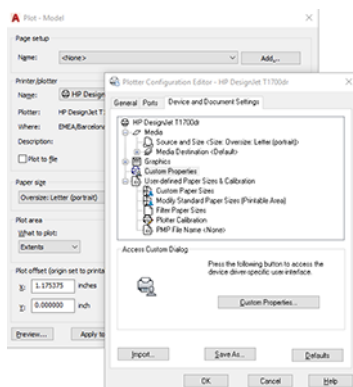 Plot - Model
Page setup
Name:
<None>
Add...
Printer/plotter
Name:
HP Design
Plotter:
HP DesignJet T1
Where:
EMEA/Barcelon
Description:
Plot to file
Paper size
Oversize: Letter (portrait)
Plot area
What to plot:
Extents
Plot offset (origin set to printa
X:
1.175375
inches
Y:
0.000000
inch
Preview...
Apply to
Plotter Configuration Editor - HP DesignJet T1700dr
General
Ports
Device and Document Settings
HP DesignJet T1700dr
Media
Source and Size <Size: Oversize: Letter (portrait)>
Media Destination <Default>
Graphics
Custom Properties
User-defined Paper Sizes & Calibration
Custom Paper Sizes
Modify Standard Paper Sizes (Printable Area)
Filter Paper Sizes
Plotter Calibration
PMP File Name <None>
Access Custom Dialog
Press the following button to access the
device driver-specific user-interface.
Custom Properties...
Import...
Save As...
Defaults
OK
Cancel
Help